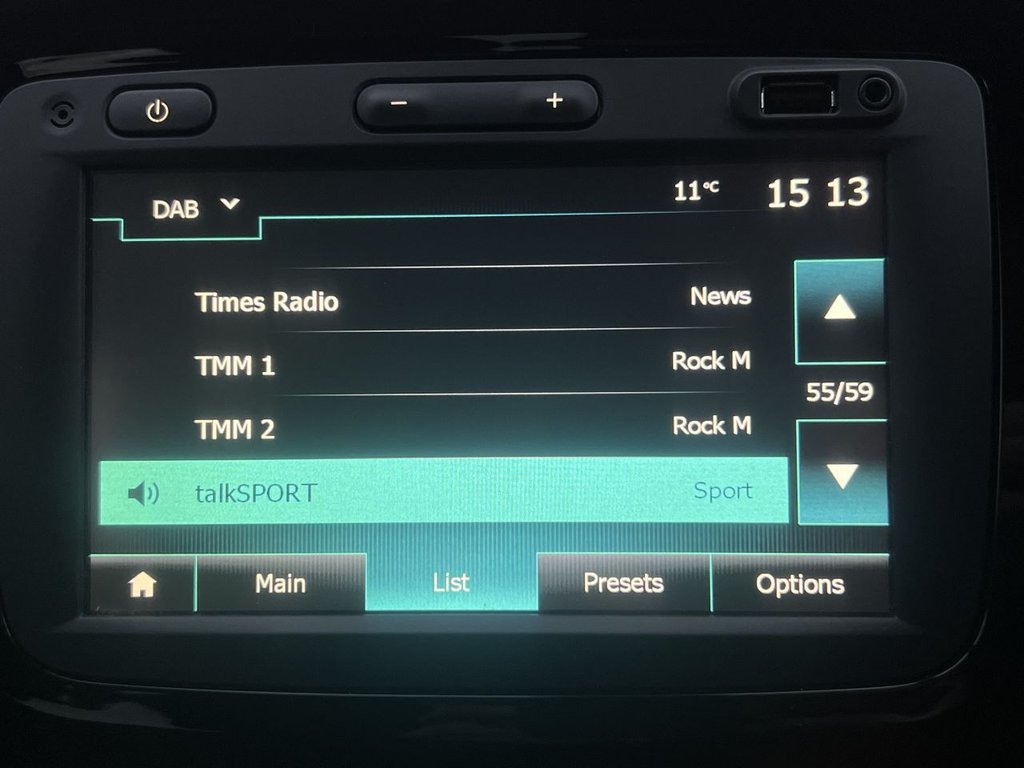 − +
DAB 11°C 15 13
Times Radio News
TMM 1 Rock M
55/59
TMM 2 Rock M
talkSPORT Sport
Main List Presets Options